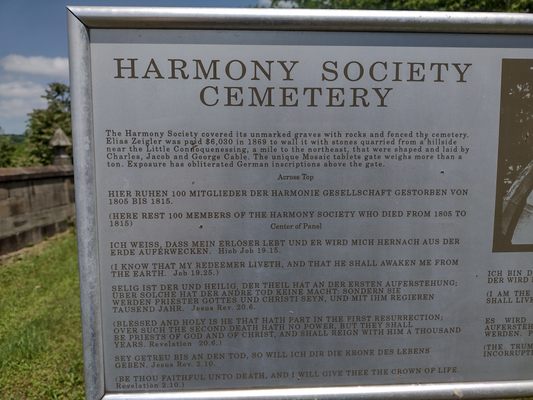 HARMONY SOCIETY
CEMETERY
The Harmony Society covered its unmarked graves with rocks and fenced thy cemetery.
Elias Zeigler was paid $6,030 in 1869 to wall it with stones quarried from a hillside
near the Little Connoquenessing, a mile to the northeast, that were shaped and laid by
Charles, Jacob and George Cable. The unique Mosaic tablets gate weighs more than a
ton. Exposure has obliterated German inscriptions above the gate.
Across Top
HIER RUHEN 100 MITGLIEDER DER HARMONIE GESELLSCHAFT GESTORBEN VON
1805 BIS 1815.
(HERE REST 100 MEMBERS OF THE HARMONY SOCIETY WHO DIED FROM 1805 TO
1815)
Center of Panel
ICH WEISS, DASS MEIN ERLOSER LEBT UND ER WIRD MICH HERNACH AUS DER
ERDE AUFERWECKEN. Hiob Job 19.15.
(I KNOW THAT MY REDEEMER LIVETH, AND THAT HE SHALL AWAKEN ME FROM
THE EARTH. Job 19.25.)
SELIG IST DER UND HEILIG, DER THEIL HAT AN DER ERSTEN AUFERSTEHUNG;
ÜBER SOLCHE HAT DER ANDRE TOD KEINE MACHT; SONDERN SIE
WERDEN PRIESTER GOTTES UND CHRISTI SEYN, UND MIT IHM REGIEREN
TAUSEND JAHR. Jesus Rev. 20.6.
(BLESSED AND HOLY IS HE THAT HATH PART IN THE FIRST RESURRECTION;
OVER SUCH THE SECOND DEATH HATH NO POWER, BUT THEY SHALL
BE PRIESTS OF GOD AND OF CHRIST, AND SHALL REIGN WITH HIM A THOUSAND
YEARS. Revelation 20.6.)
SEY GETREU BIS AN DEN TOD, SO WILL ICH DIR DIE KRONE DES LEBENS
GEBEN. Jesus Rev. 2.10.
(BE THOU FAITHFUL UNTO DEATH, AND I WILL GIVE THEE THE CROWN OF LIFE.
Revelation 2.10.)
ICH BIN D
DER WIRD
(I AM THE
SHALL LIVE
ES WIRD
AUFERSTE
WERDEN. P
(THE TRUM
INCORRUPT